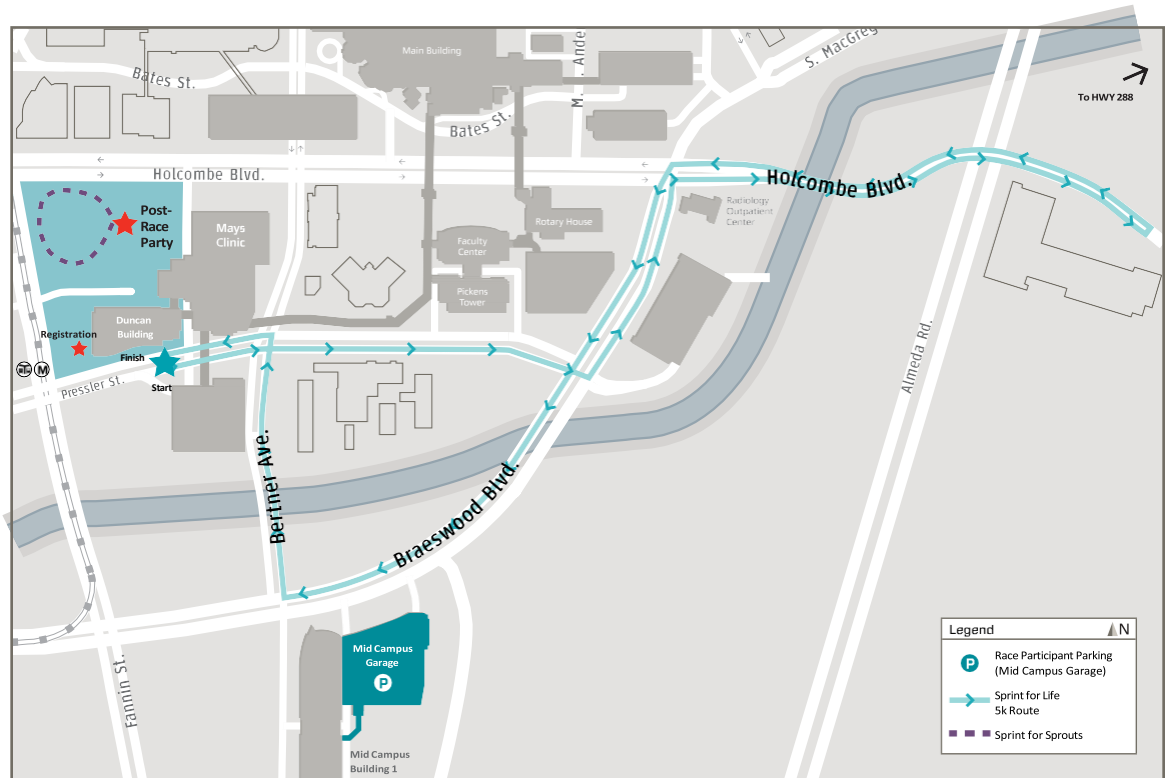 Main Building
M. Ande
S. MacGreg
Bates St.
Bates St.
To HWY 288
Holcombe Blvd.
Holcombe Blvd.
Post-
Race
Party
Mays
Clinic
Rotary House
Radiology
Outpatient
Center
Faculty
Center
Pickens
Tower
Duncan
Building
Registration
Finish
Start
M
Pressler St.
Almeda Rd.
Bertner Ave.
Braeswood Blvd.
Fannin St.
Mid Campus
Garage
P
Mid Campus
Building 1
Legend
N
P
Race Participant Parking
(Mid Campus Garage)
Sprint for Life
5k Route
Sprint for Sprouts